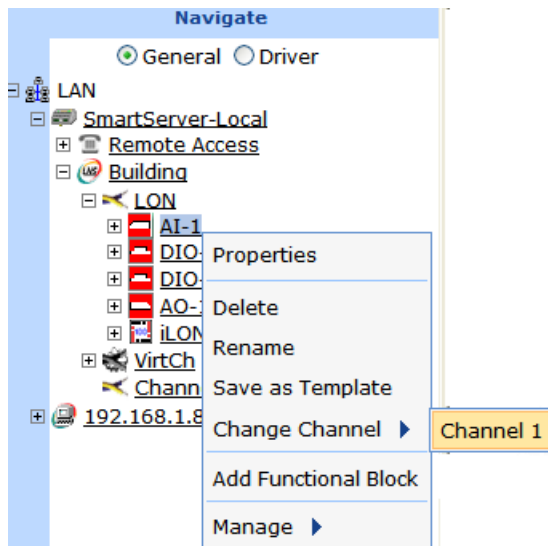 Navigate
General Driver
LAN
SmartServer-Local
Remote Access
Building
LON
AI-1
DIO-
DIO-
AO-
iLON
VirtCh
Chann
192.168.1.8
Properties
Delete
Rename
Save as Template
Change Channel
Channel 1
Add Functional Block
Manage